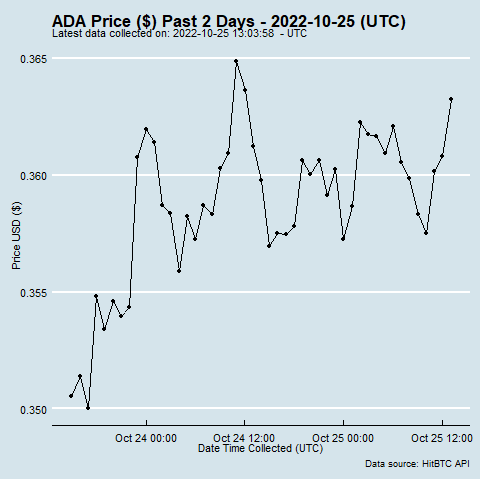 ADA Price ($) Past 2 Days - 2022-10-25 (UTC)
Latest data collected on: 2022-10-25 13:03:58  - UTC
0.365
0.360
0.355
0.350
Price USD ($)
Oct 24 00:00 Oct 24 12:00 Oct 25 00:00 Oct 25 12:00
Date Time Collected (UTC)
Data source: HitBTC API